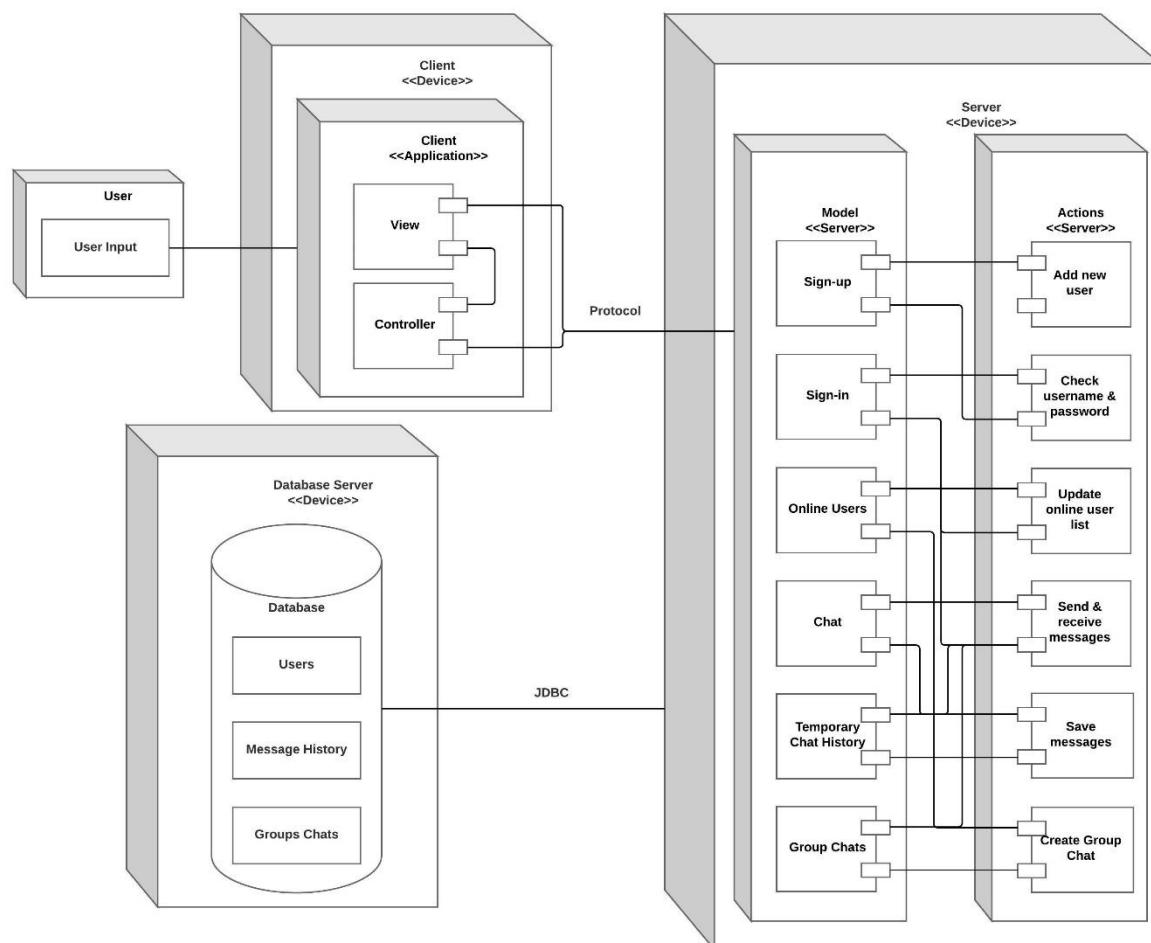 Client
<<Device>>
Client
<<Application>>
User
User Input
View
Controller
Protocol
Server
<<Device>>
Model
<<Server>>
Sign-up
Sign-in
Online Users
Chat
Temporary
Chat History
Group Chats
Actions
<<Server>>
Add new
user
Check
username &
password
Update
online user
list
Send &
receive
messages
Save
messages
Create Group
Chat
Database Server
<<Device>>
Database
Users
Message History
Groups Chats
JDBC